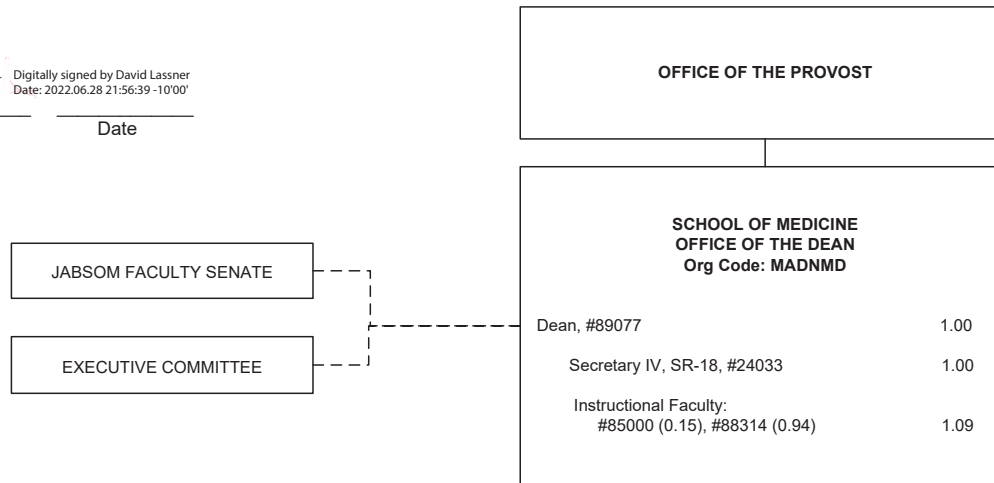 Digitally signed by David Lassner
Date: 2022.06.28 21:56:39 -10'00'
Date
OFFICE OF THE PROVOST
SCHOOL OF MEDICINE
OFFICE OF THE DEAN
Org Code: MADNMD
JABSOM FACULTY SENATE
EXECUTIVE COMMITTEE
Dean, #89077 1.00
Secretary IV, SR-18, #24033 1.00
Instructional Faculty:
#85000 (0.15), #88314 (0.94) 1.09